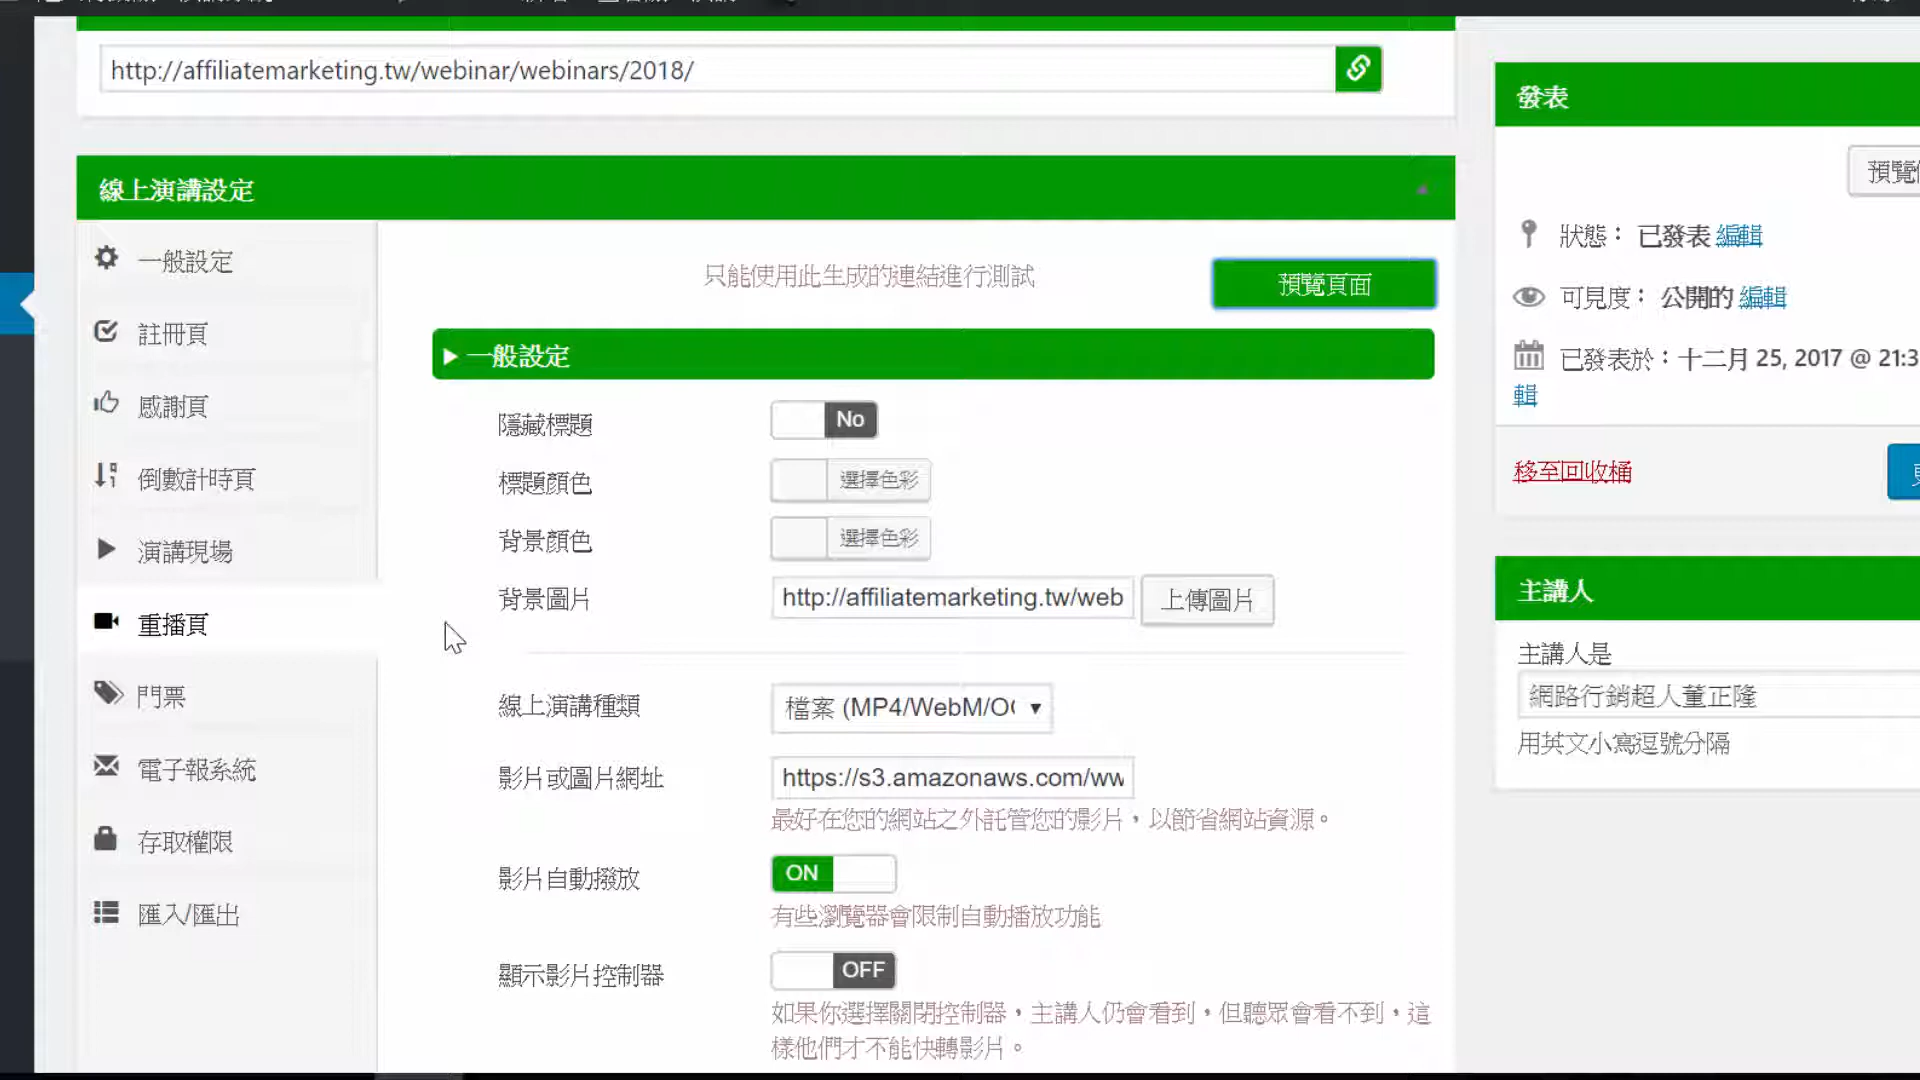 http://affiliatemarketing.tw/webinar/webinars/2018/
線上演講設定
一般設定
註冊頁
感謝頁
倒數計時頁
演講現場
重播頁
門票
電子報系統
存取權限
匯入/匯出
只能使用此生成的連結進行測試
預覽頁面
一般設定
隱藏標題
No
標題顏色
選擇色彩
背景顏色
選擇色彩
背景圖片
http://affiliatemarketing.tw/web
上傳圖片
線上演講種類
檔案 (MP4/WebM/O
影片或圖片網址
https://s3.amazonaws.com/ww
最好在您的網站之外託管您的影片，以節省網站資源。
影片自動撥放
ON
有些瀏覽器會限制自動播放功能
顯示影片控制器
OFF
如果你選擇關閉控制器，主講人仍會看到，但聽眾會看不到，這
樣他們才不能快轉影片。
發表
預覽
狀態： 已發表 編輯
可見度： 公開的 編輯
已發表於：十二月 25, 2017 @ 21:3
輯
移至回收桶
主講人
主講人是
網路行銷超人董正隆
用英文小寫逗號分隔